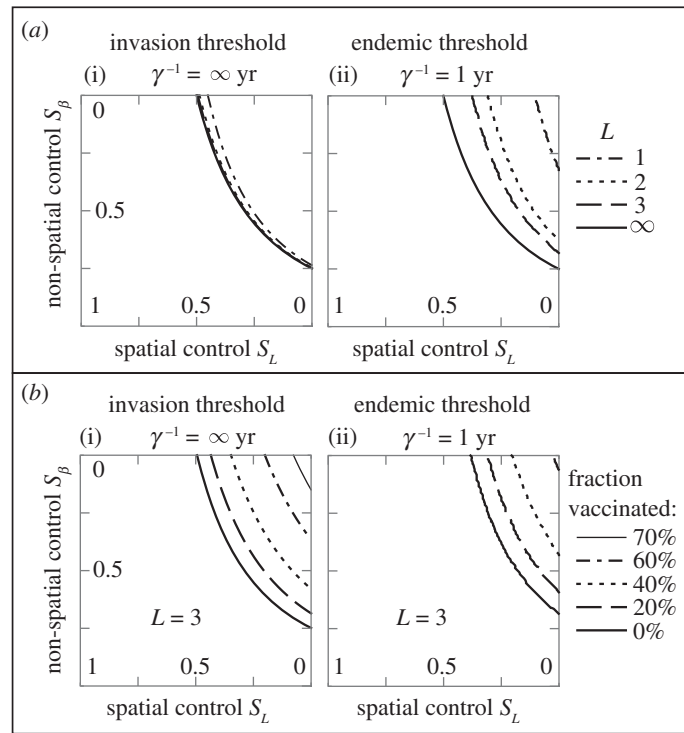 (a)
invasion threshold
endemic threshold
(i) γ⁻¹ = ∞ yr
(ii) γ⁻¹ = 1 yr
non-spatial control S_β
0
0.5
1 0.5 0
spatial control S_L
1 0.5 0
spatial control S_L
L
1
2
3
∞
(b)
invasion threshold
endemic threshold
(i) γ⁻¹ = ∞ yr
(ii) γ⁻¹ = 1 yr
non-spatial control S_β
0
0.5
L = 3
1 0.5 0
spatial control S_L
L = 3
1 0.5 0
spatial control S_L
fraction
vaccinated:
70%
60%
40%
20%
0%